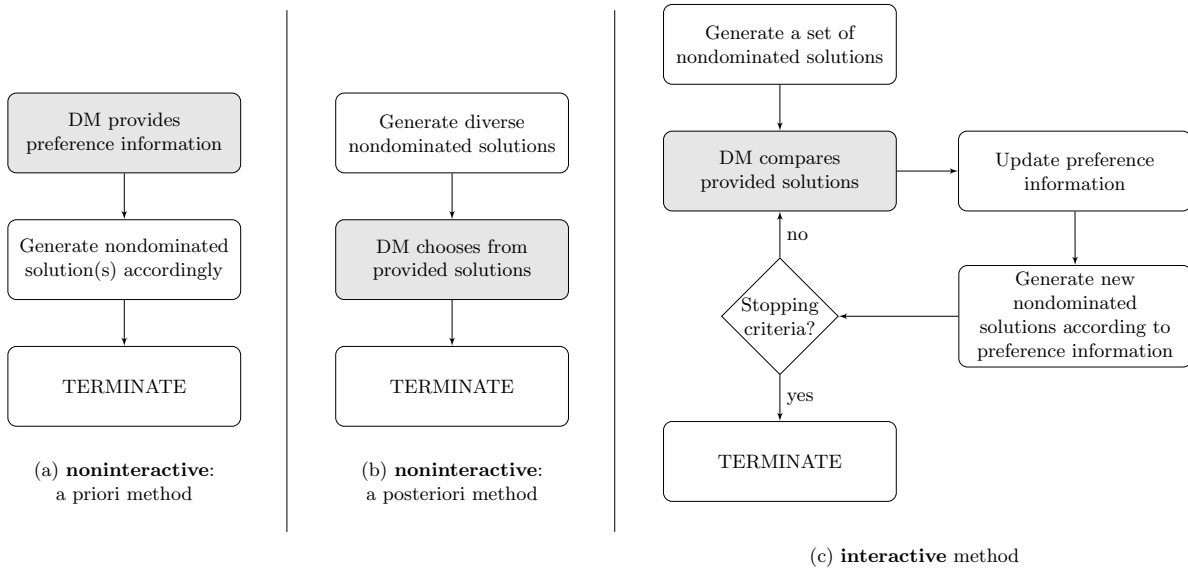 DM provides
preference information
Generate nondominated
solution(s) accordingly
TERMINATE
(a) noninteractive:
a priori method
Generate diverse
nondominated solutions
DM chooses from
provided solutions
TERMINATE
(b) noninteractive:
a posteriori method
Generate a set of
nondominated solutions
DM compares
provided solutions
Update preference
information
Generate new
nondominated
solutions according to
preference information
Stopping
criteria?
no
yes
TERMINATE
(c) interactive method